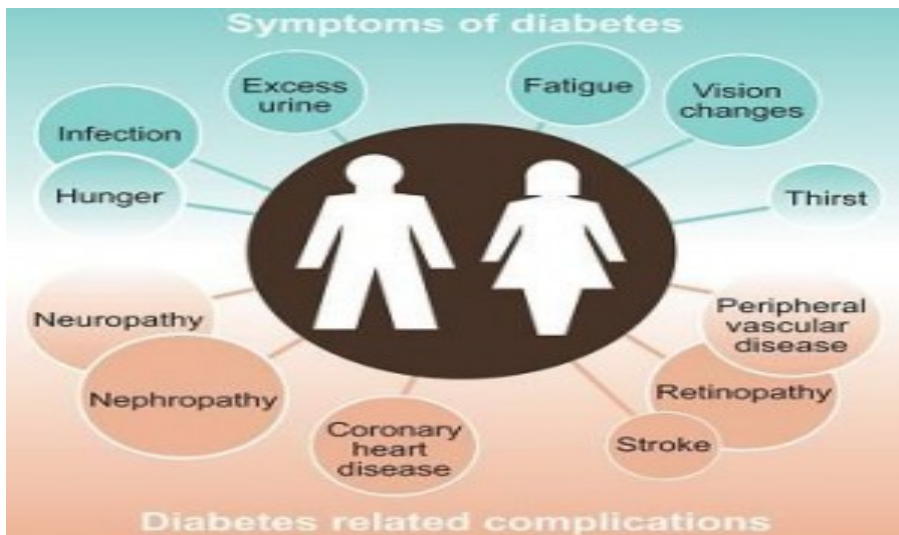 Symptoms of diabetes
Excess
urine
Fatigue
Vision
changes
Infection
Hunger
Thirst
Neuropathy
Peripheral
vascular
disease
Nephropathy
Retinopathy
Coronary
heart
disease
Stroke
Diabetes related complications